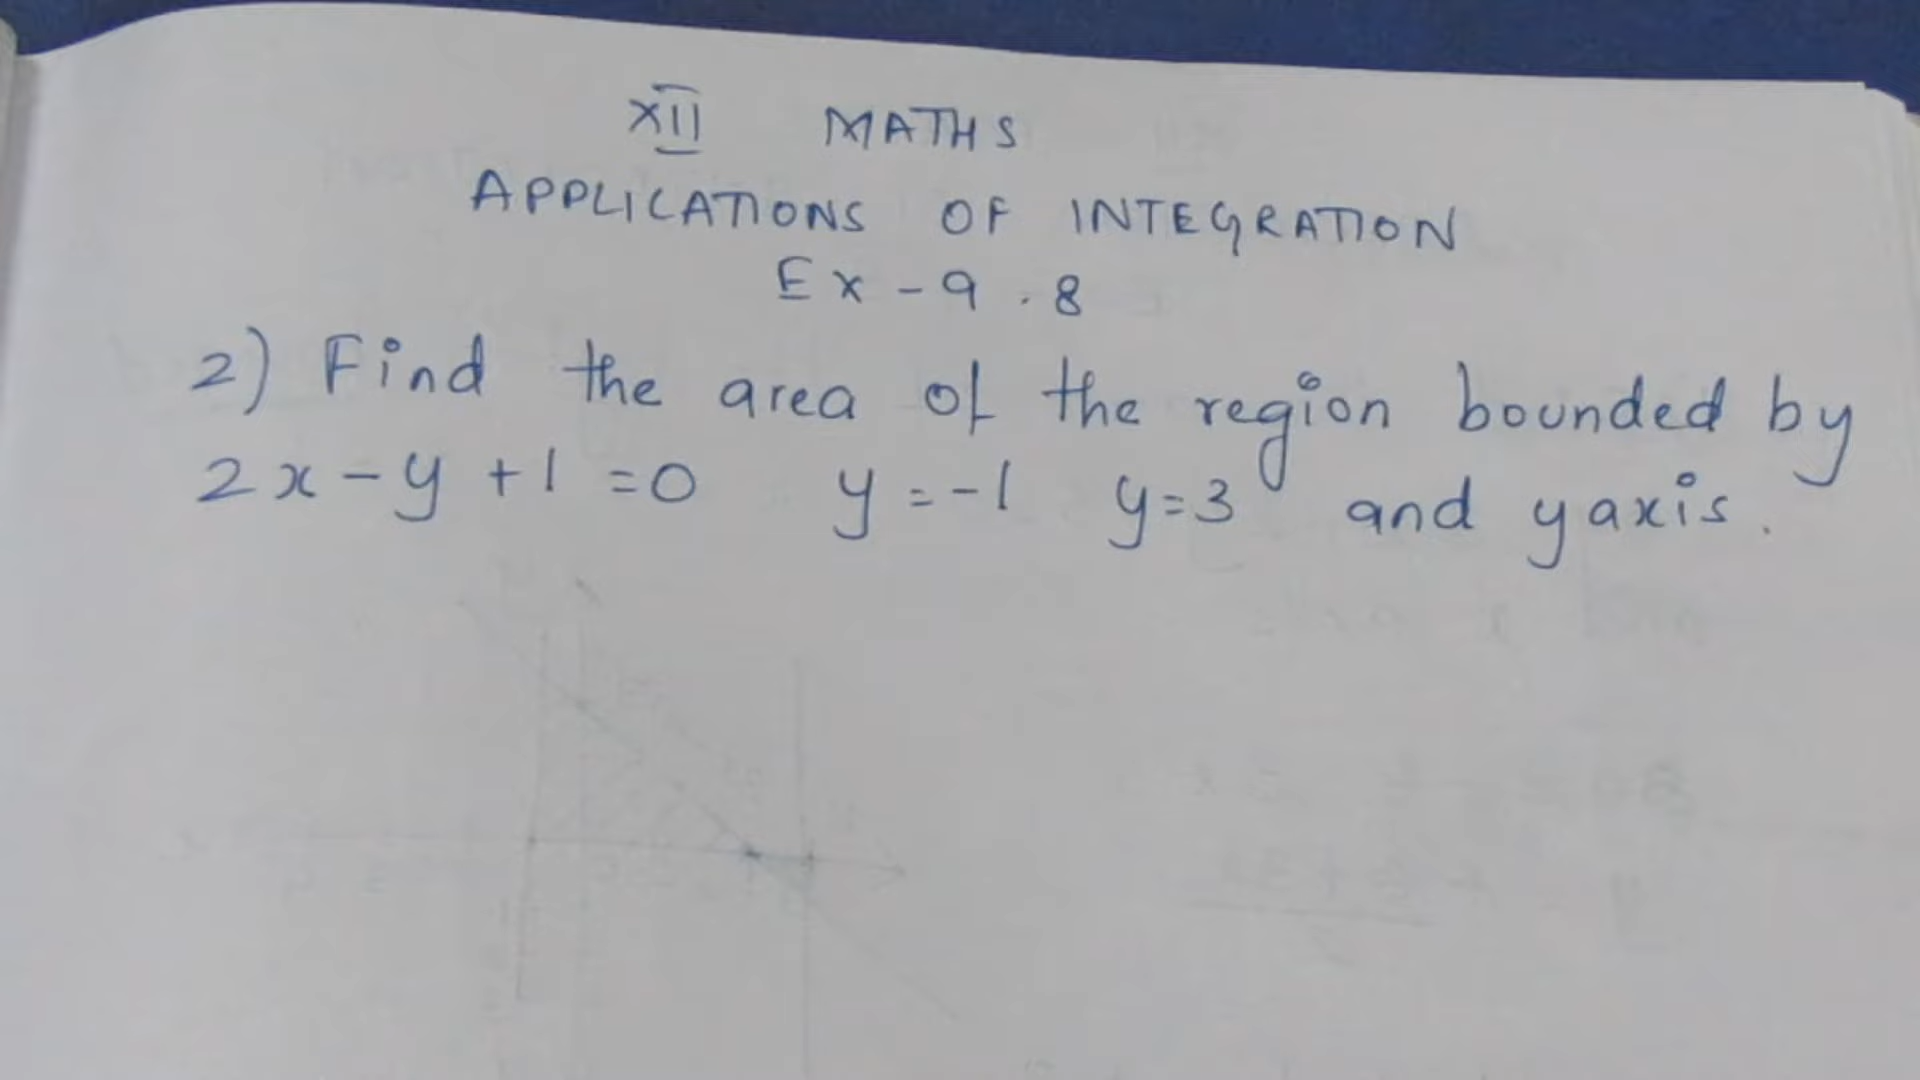 XII MATHS
APPLICATIONS OF INTEGRATION
Ex - 9.8
2) Find the area of the region bounded by
2x - y + 1 = 0 y = -1 y = 3 and y axis.